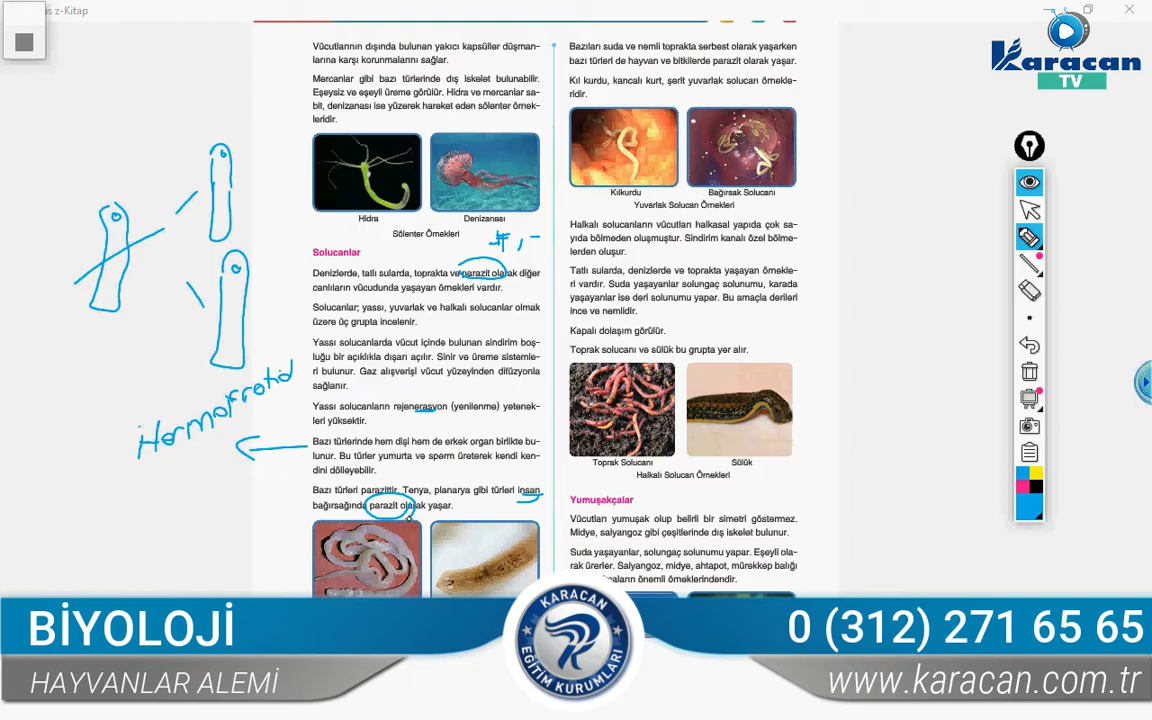 us z-Kitap
Karacan
TV
Vücutlarının dışında bulunan yakıcı kapsüller düşman-
larına karşı korunmalarını sağlar.
Mercanlar gibi bazı türlerinde dış iskelet bulunabilir.
Eşeysiz ve eşeyli üreme görülür. Hidra ve mercanlar sa-
bit, denizanası ise yüzerek hareket eden sölenter örnek-
leridir.
Hidra
Denizanası
Sölenter Örnekleri
Solucanlar
Denizlerde, tatlı sularda, toprakta ve parazit olarak diğer
canlıların vücudunda yaşayan örnekleri vardır.
Solucanlar; yassı, yuvarlak ve halkalı solucanlar olmak
üzere üç grupta incelenir.
Yassı solucanlarda vücut içinde bulunan sindirim boş-
luğu bir açıklıkla dışarı açılır. Sinir ve üreme sistemle-
ri bulunur. Gaz alışverişi vücut yüzeyinden difüzyonla
sağlanır.
Yassı solucanların rejenerasyon (yenilenme) yetenek-
leri yüksektir.
Bazı türlerinde hem dişi hem de erkek organ birlikte bu-
lunur. Bu türler yumurta ve sperm üreterek kendi ken-
dini dölleyebilir.
Bazı türleri parazittir. Tenya, planarya gibi türleri insan
bağırsağında parazit olarak yaşar.
Hermofrotid
Bazıları suda ve nemli toprakta serbest olarak yaşarken
bazı türleri de hayvan ve bitkilerde parazit olarak yaşar.
Kıl kurdu, kancalı kurt, şerit yuvarlak solucan örnekle-
ridir.
Kılkurdu
Bağırsak Solucanı
Yuvarlak Solucan Örnekleri
Halkalı solucanların vücutları halkasal yapıda çok sa-
yıda bölmeden oluşmuştur. Sindirim kanalı özel bölme-
lerden oluşur.
Tatlı sularda, denizlerde ve toprakta yaşayan örnekle-
ri vardır. Suda yaşayanlar solungaç solunumu, karada
yaşayanlar ise deri solunumu yapar. Bu amaçla derileri
ince ve nemlidir.
Kapalı dolaşım görülür.
Toprak solucanı ve sülük bu grupta yer alır.
Toprak Solucanı
Sülük
Halkalı Solucan Örnekleri
Yumuşakçalar
Vücutları yumuşak olup belirli bir simetri göstermez.
Midye, salyangoz gibi çeşitlerinde dış iskelet bulunur.
Suda yaşayanlar, solungaç solunumu yapar. Eşeyli ola-
rak ürerler. Salyangoz, midye, ahtapot, mürekkep balığı
önemli örneklerindendir.
BİYOLOJİ
HAYVANLAR ALEMİ
KARACAN
EĞİTİM KURUMLARI
0 (312) 271 65 65
www.karacan.com.tr